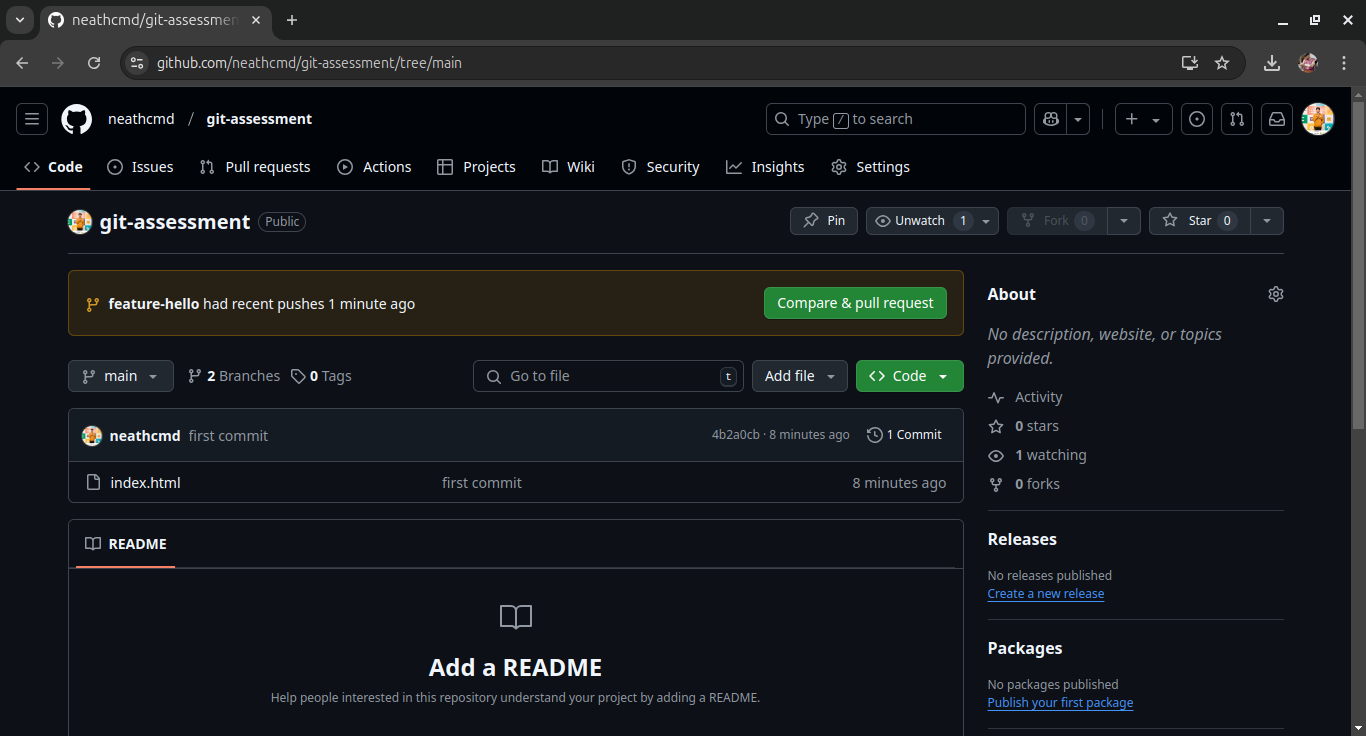 neathcmd/git-assessmen
github.com/neathcmd/git-assessment/tree/main
neathcmd / git-assessment
Type / to search
Code Issues Pull requests Actions Projects Wiki Security Insights Settings
git-assessment Public
Pin Unwatch 1 Fork 0 Star 0
feature-hello had recent pushes 1 minute ago
Compare & pull request
main 2 Branches 0 Tags
Go to file t
Add file
Code
neathcmd first commit
4b2a0cb · 8 minutes ago
1 Commit
index.html first commit 8 minutes ago
README
Add a README
Help people interested in this repository understand your project by adding a README.
About
No description, website, or topics
provided.
Activity
0 stars
1 watching
0 forks
Releases
No releases published
Create a new release
Packages
No packages published
Publish your first package